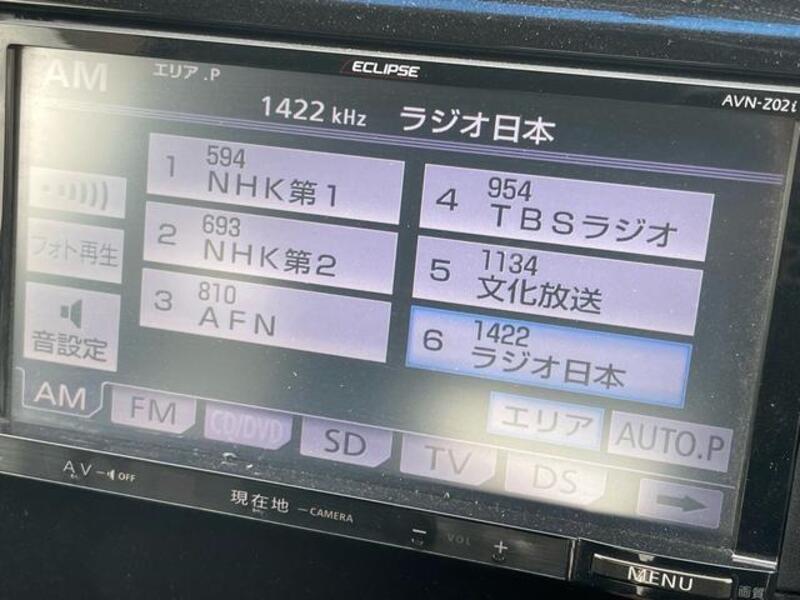 ECLIPSE
AVN-Z02i
AM
エリア.P
1422 kHz ラジオ日本
1 594 NHK第1
2 693 NHK第2
3 810 AFN
4 954 TBSラジオ
5 1134 文化放送
6 1422 ラジオ日本
フォト再生
音設定
エリア
AUTO.P
AM
FM
CD/DVD
SD
TV
DS
AV
OFF
現在地
CAMERA
− VOL +
MENU
画質